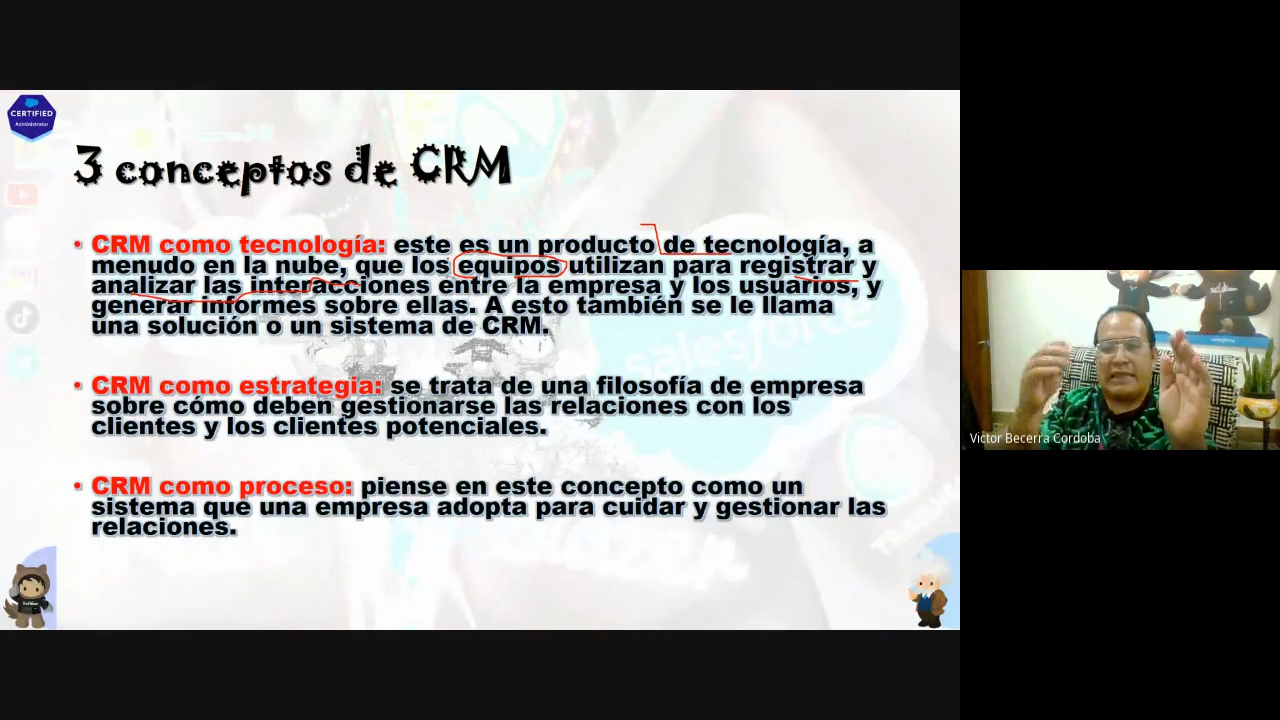 CERTIFIED
Administrator
3 conceptos de CRM
• CRM como tecnología: este es un producto de tecnología, a
menudo en la nube, que los equipos utilizan para registrar y
analizar las interacciones entre la empresa y los usuarios, y
generar informes sobre ellas. A esto también se le llama
una solución o un sistema de CRM.
• CRM como estrategia: se trata de una filosofía de empresa
sobre cómo deben gestionarse las relaciones con los
clientes y los clientes potenciales.
• CRM como proceso: piense en este concepto como un
sistema que una empresa adopta para cuidar y gestionar las
relaciones.
salesforce
Victor Becerra Cordoba